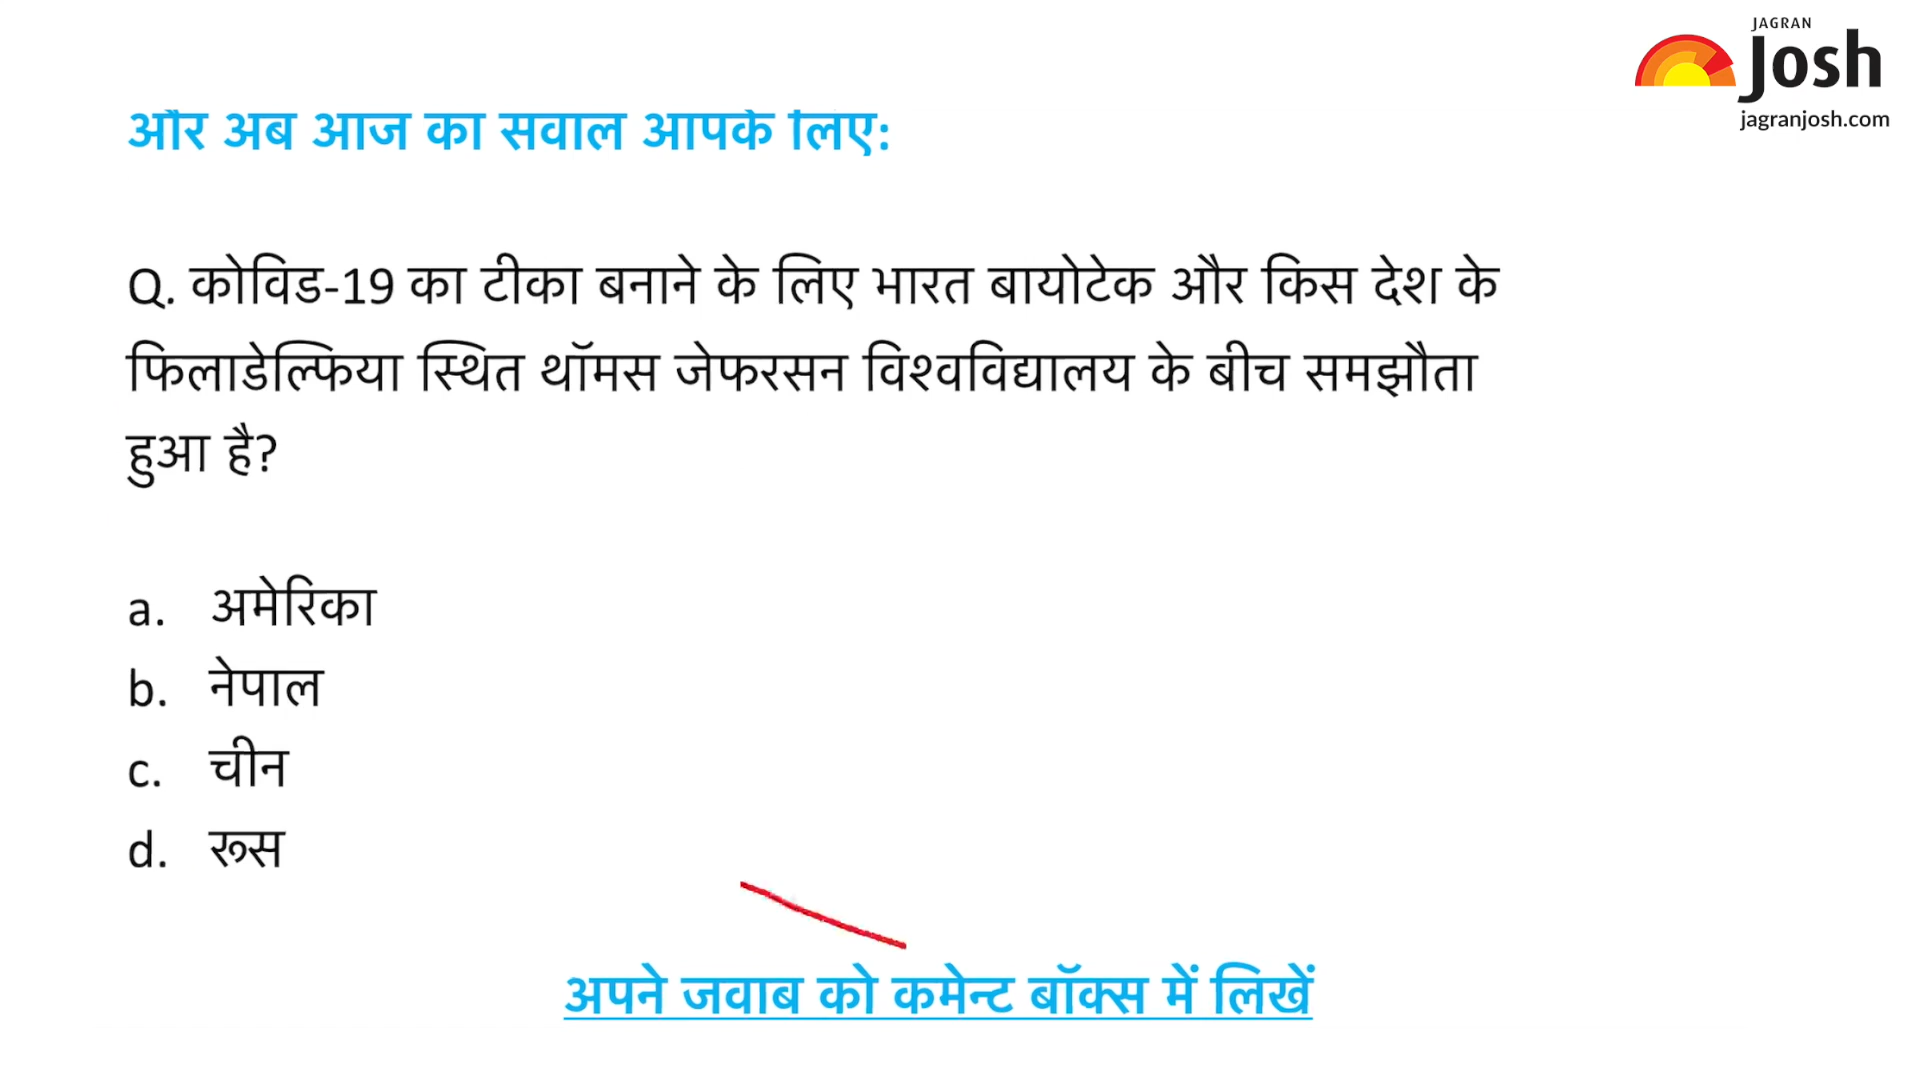 JAGRAN
Josh
jagranjosh.com
और अब आज का सवाल आपके लिए:
Q. कोविड-19 का टीका बनाने के लिए भारत बायोटेक और किस देश के
फिलाडेल्फिया स्थित थॉमस जेफरसन विश्वविद्यालय के बीच समझौता
हुआ है?
a. अमेरिका
b. नेपाल
c. चीन
d. रूस
अपने जवाब को कमेन्ट बॉक्स में लिखें